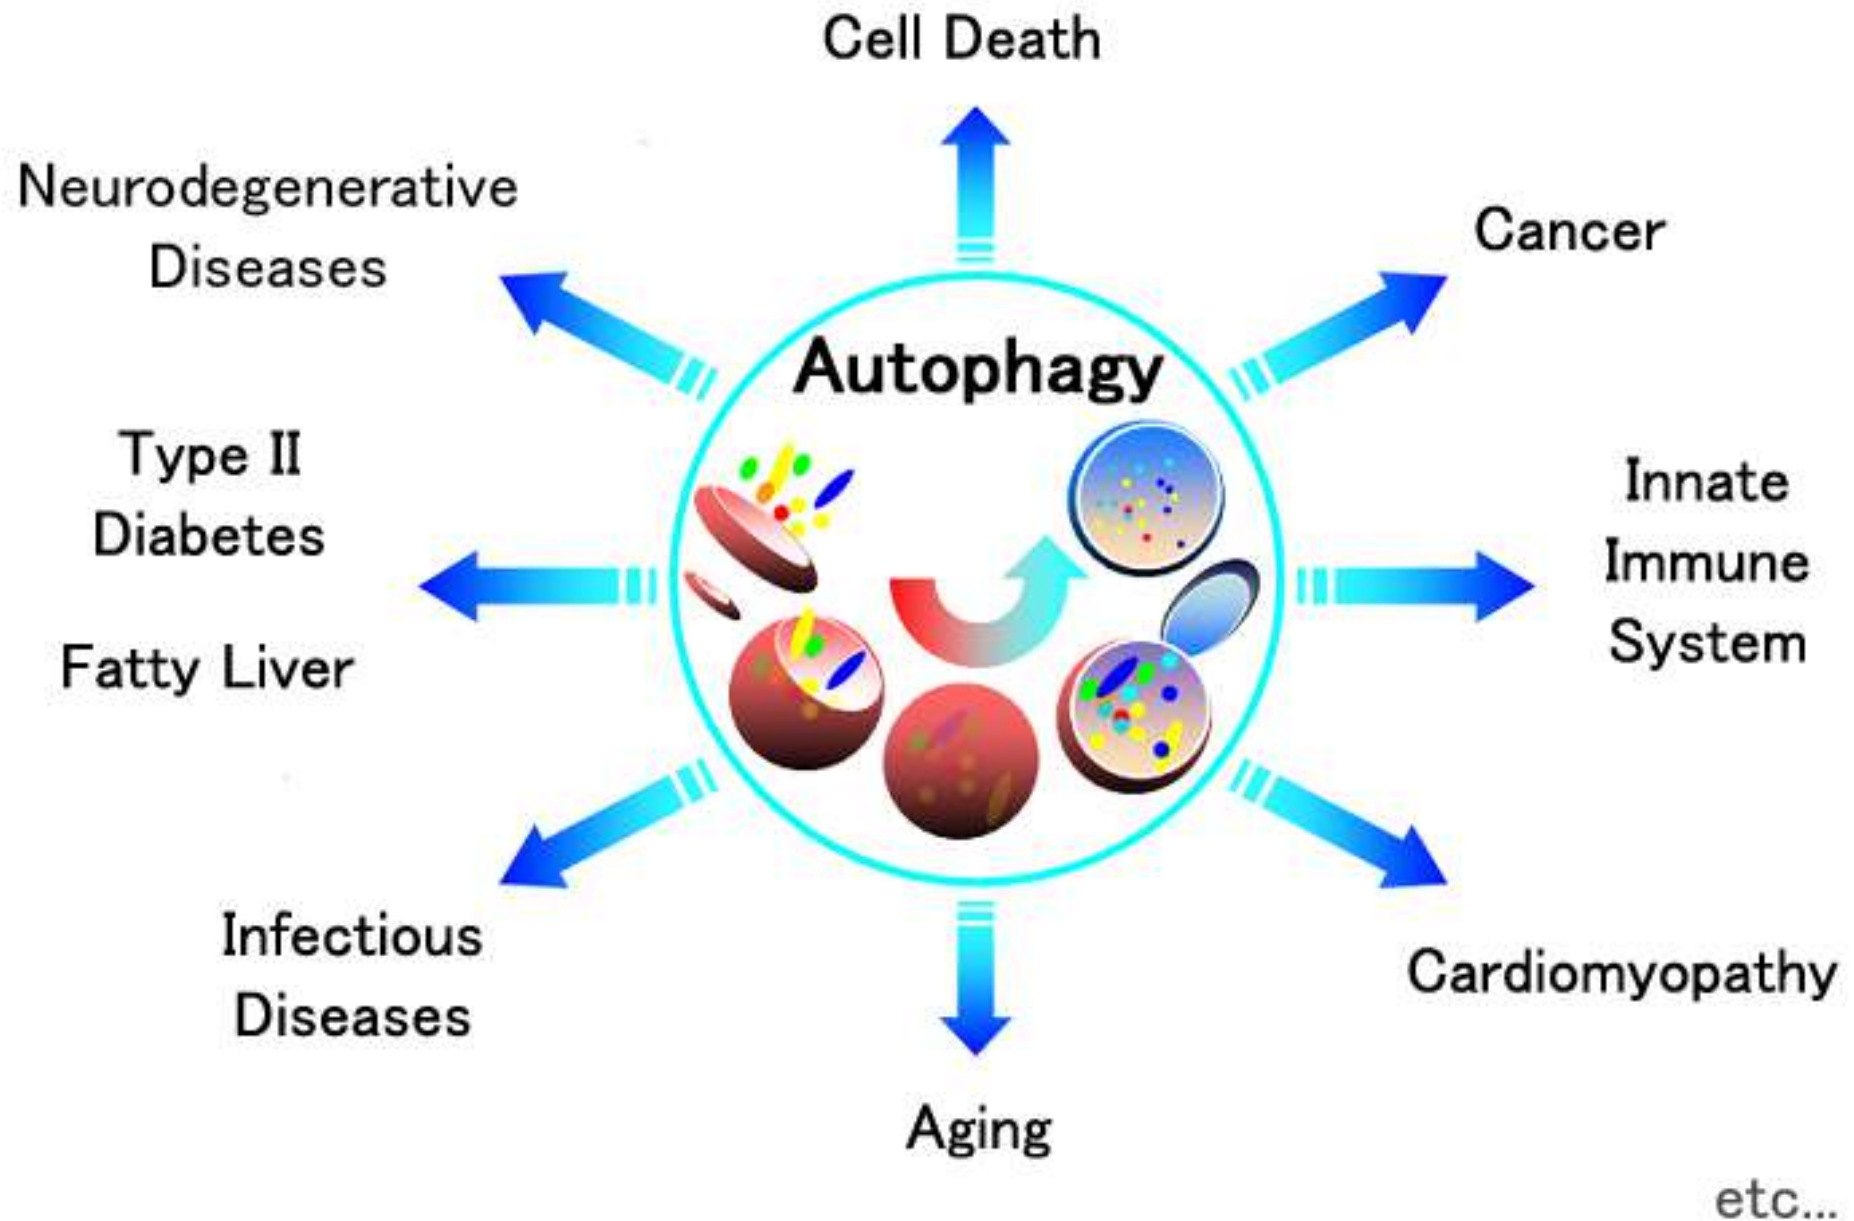 Cell Death
Neurodegenerative
Diseases
Cancer
Autophagy
Type II
Diabetes
Fatty Liver
Innate
Immune
System
Infectious
Diseases
Cardiomyopathy
Aging
etc...